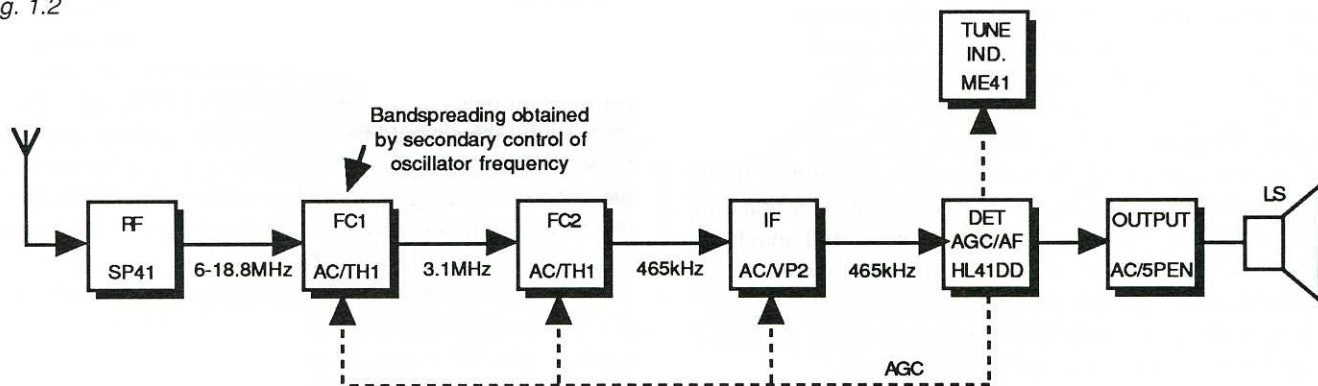 g. 1.2
TUNE
IND.
ME41
Bandspreading obtained
by secondary control of
oscillator frequency
LS
RF
SP41
6-18.8MHz
FC1
AC/TH1
3.1MHz
FC2
AC/TH1
465kHz
IF
AC/VP2
465kHz
DET
AGC/AF
HL41DD
OUTPUT
AC/5PEN
AGC